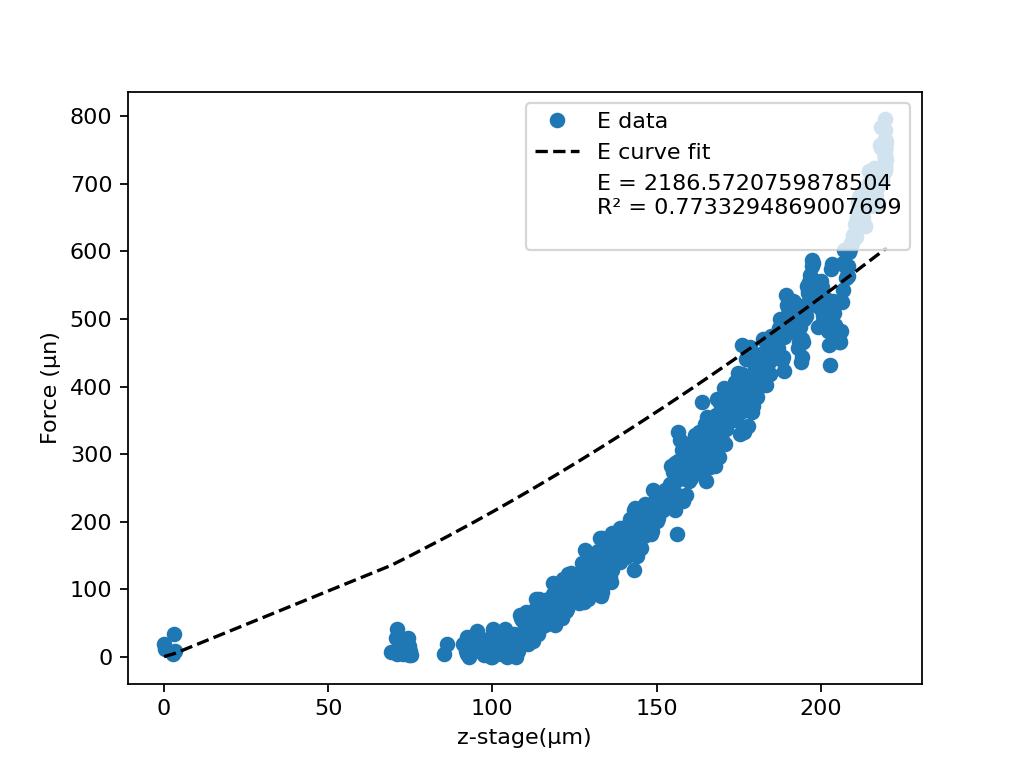 E data
E curve fit
E = 2186.5720759878504
R² = 0.7733294869007699
800
700
600
500
400
300
200
100
0
Force (μn)
0
50
100
150
200
z-stage(μm)